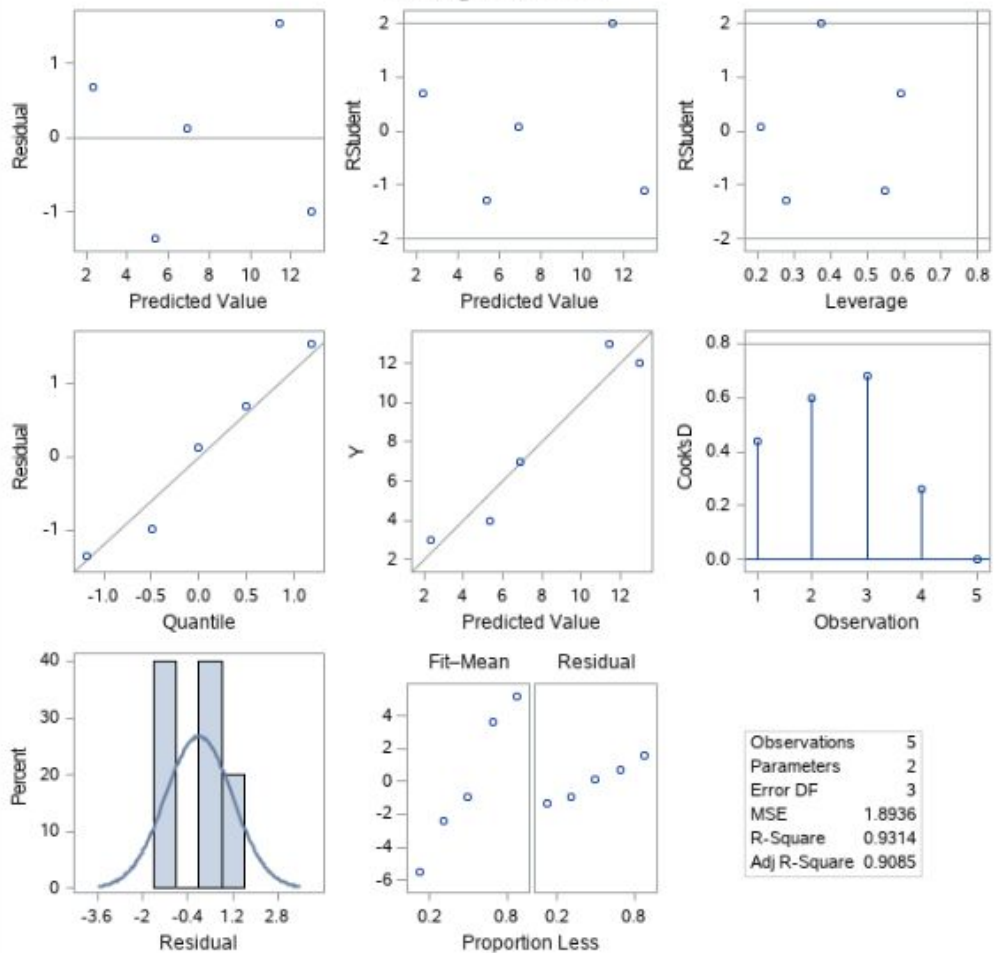 1
0
-1
Residual
2 4 6 8 10 12
Predicted Value
2
1
0
-1
-2
RStudent
2 4 6 8 10 12
Predicted Value
2
1
0
-1
-2
RStudent
0.2 0.3 0.4 0.5 0.6 0.7 0.8
Leverage
1
0
-1
Residual
-1.0 -0.5 0.0 0.5 1.0
Quantile
12
10
8
6
4
2
Y
2 4 6 8 10 12
Predicted Value
0.8
0.6
0.4
0.2
0.0
Cook's D
1 2 3 4 5
Observation
40
30
20
10
0
Percent
-3.6 -2 -0.4 1.2 2.8
Residual
Fit–Mean Residual
4
2
0
-2
-4
-6
0.2 0.8 0.2 0.8
Proportion Less
Observations 5
Parameters 2
Error DF 3
MSE 1.8936
R-Square 0.9314
Adj R-Square 0.9085